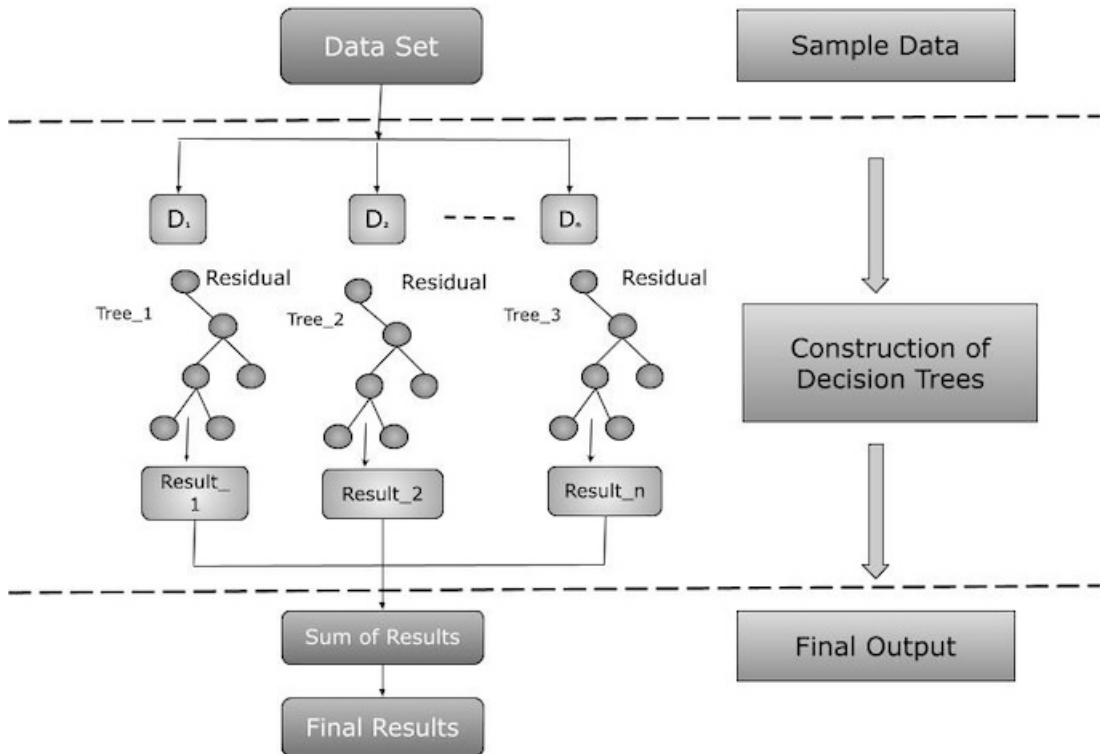 Data Set
Sample Data
D₁
D₂
Dₙ
Residual
Residual
Residual
Tree_1
Tree_2
Tree_3
Construction of
Decision Trees
Result_
1
Result_2
Result_n
Sum of Results
Final Output
Final Results